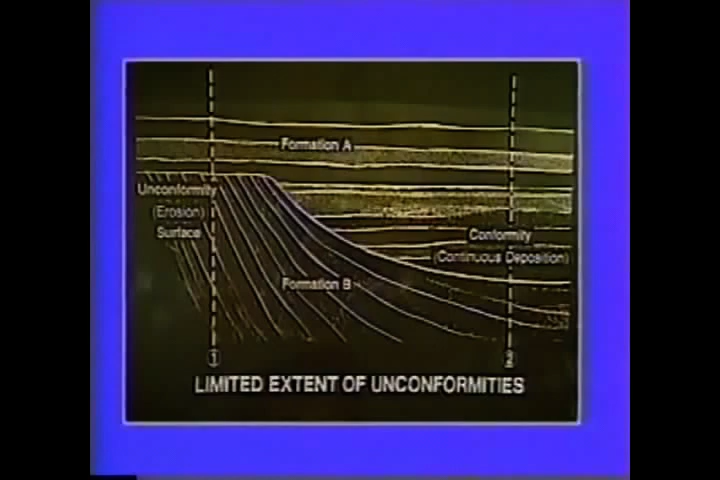 Formation A
Unconformity
(Erosion)
Surface
Conformity
(Continuous Deposition)
Formation B
1
2
LIMITED EXTENT OF UNCONFORMITIES